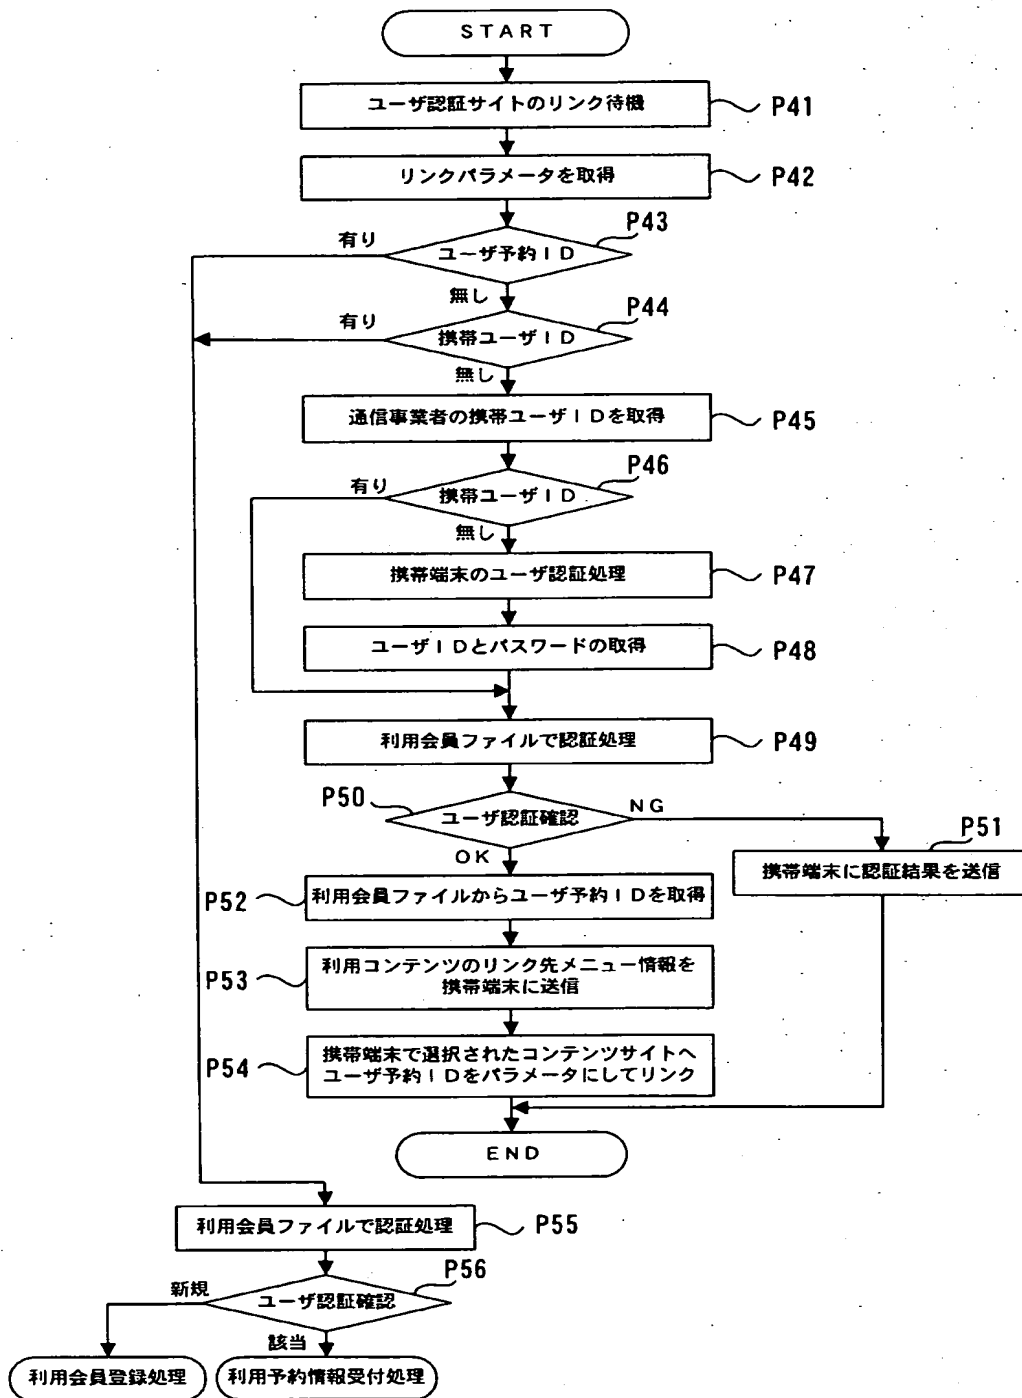 START
ユーザ認証サイトのリンク待機
P41
リンクパラメータを取得
P42
P43
有り
ユーザ予約ID
無し
P44
有り
携帯ユーザID
無し
通信事業者の携帯ユーザIDを取得
P45
P46
有り
携帯ユーザID
無し
携帯端末のユーザ認証処理
P47
ユーザIDとパスワードの取得
P48
利用会員ファイルで認証処理
P49
P50
ユーザ認証確認
NG
OK
P51
携帯端末に認証結果を送信
P52
利用会員ファイルからユーザ予約IDを取得
P53
利用コンテンツのリンク先メニュー情報を
携帯端末に送信
P54
携帯端末で選択されたコンテンツサイトへ
ユーザ予約IDをパラメータにしてリンク
END
利用会員ファイルで認証処理
P55
P56
新規
ユーザ認証確認
該当
利用会員登録処理
利用予約情報受付処理